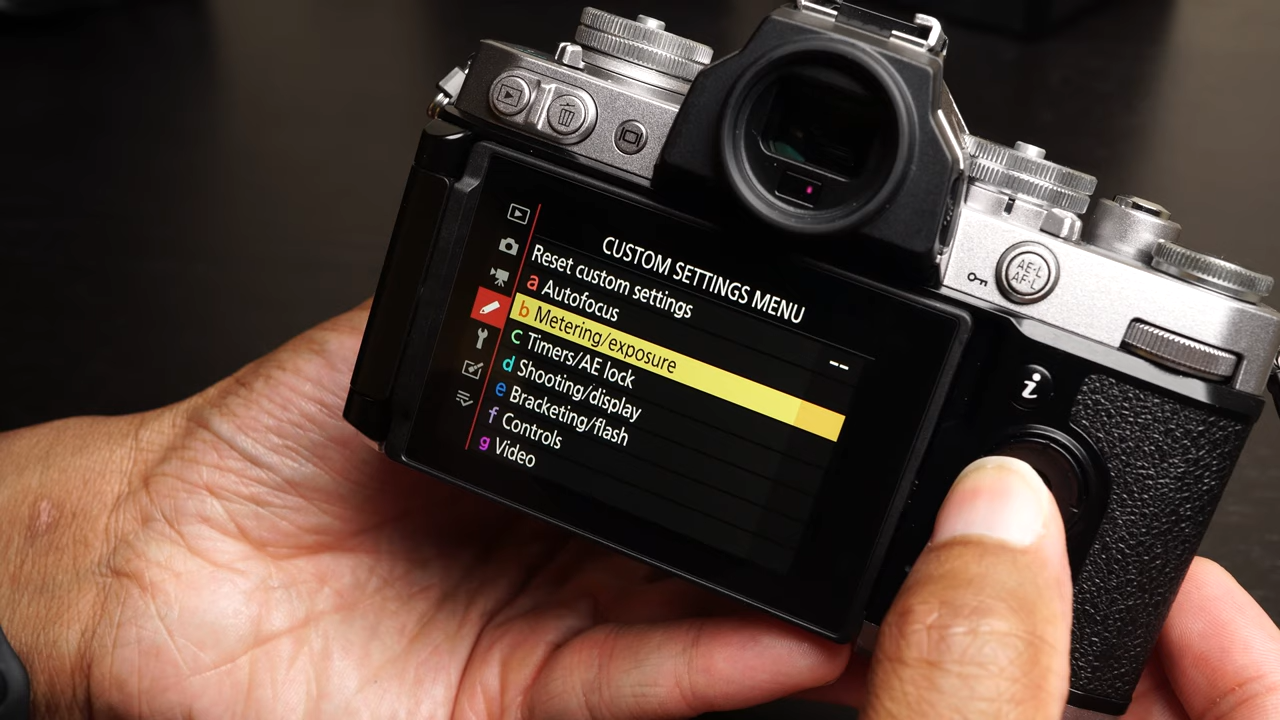 CUSTOM SETTINGS MENU
Reset custom settings
a Autofocus
b Metering/exposure
--
c Timers/AE lock
d Shooting/display
e Bracketing/flash
f Controls
g Video
AE-L
AF-L
i